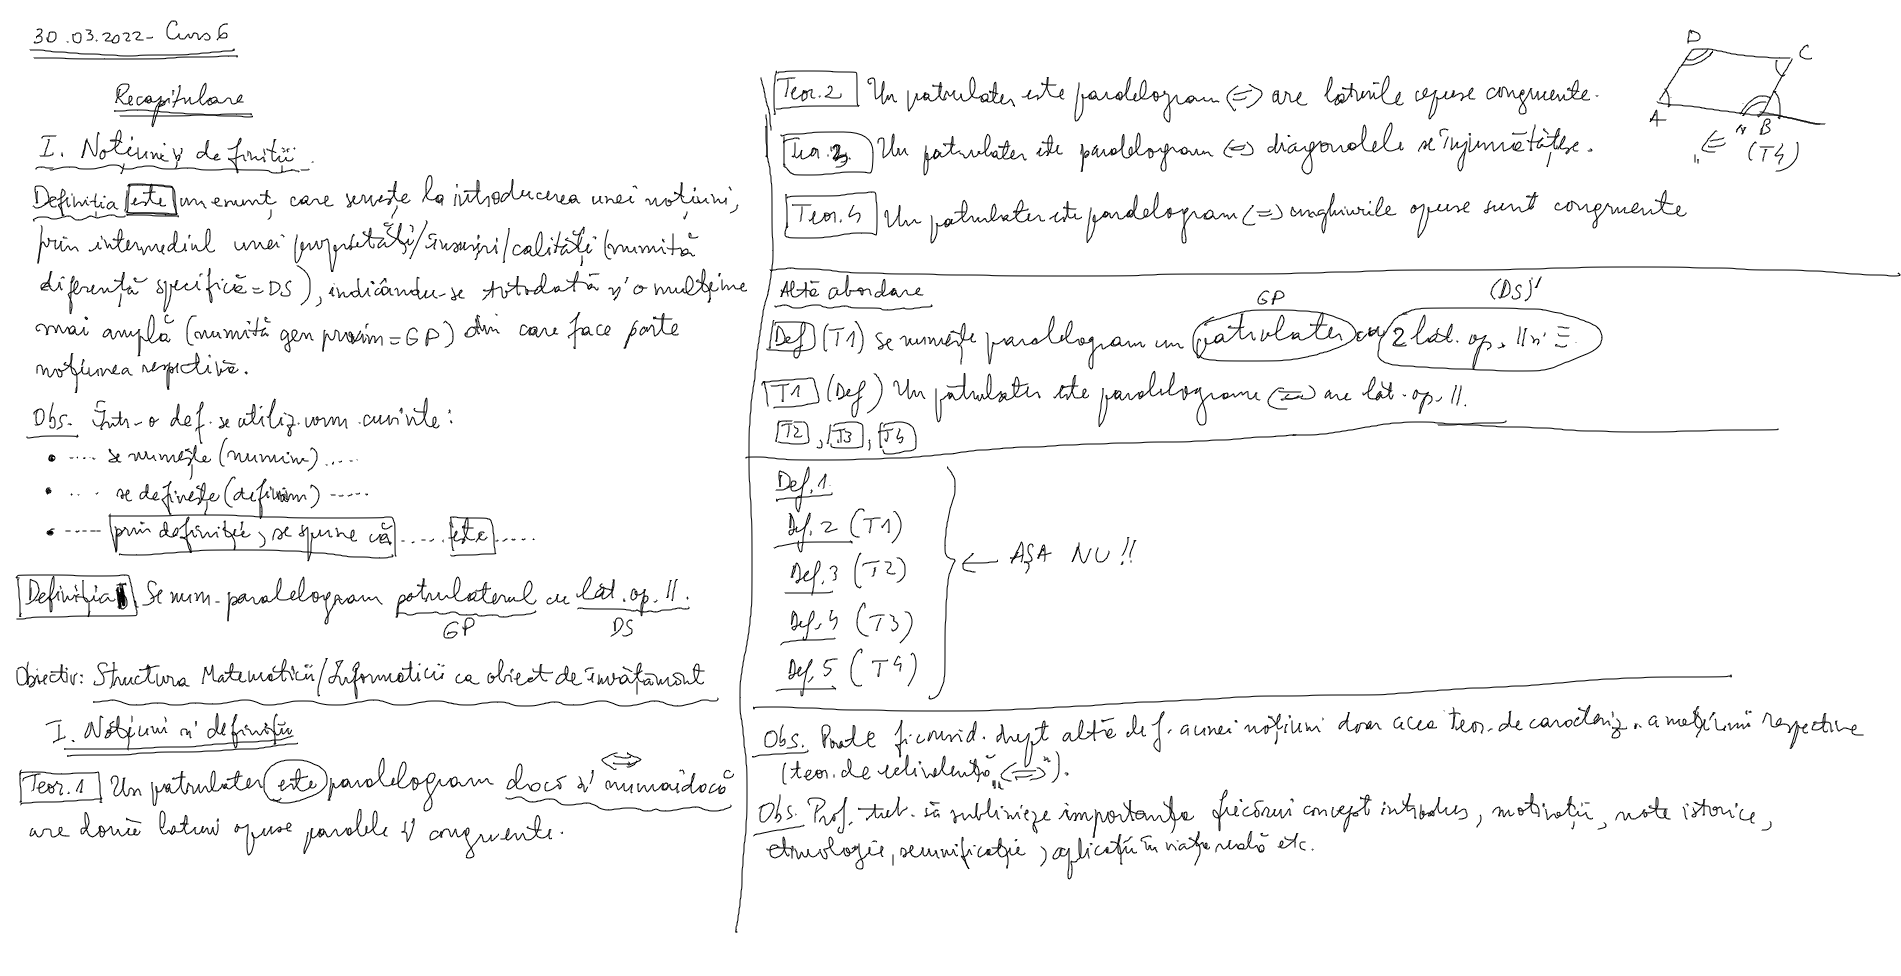 30.03.2022 - Curs 6
Recapitulare
I. Noțiuni și definiții
Definiția este un enunț care servește la introducerea unei noțiuni,
prin intermediul unei proprietăți/însușiri/calități (numită
diferență specifică = DS), indicându-se totodată și o mulțime
mai amplă (numită gen proxim = GP) din care face parte
noțiunea respectivă.
Obs. Într-o def. se utiliz. urm. cuvinte:
• .... se numește (numim) ....
• .... se definește (definim) .....
• ..... prin definiție, se spune că ..... este .....
Definiția 1. Se num. paralelogram patrulaterul cu lat. op. ||.
GP DS
Obiectiv: Structura Matematicii/Informaticii ca obiect de învățământ
I. Noțiuni și definiții
⇔
Teor. 1 Un patrulater este paralelogram dacă și numai dacă
are două laturi opuse paralele și congruente.
Teor. 2 Un patrulater este paralelogram ⇔ are laturile opuse congruente.
Teor. 3. Un patrulater este paralelogram ⇔ diagonalele se înjumătățesc.
Teor. 4 Un patrulater este paralelogram ⇔ unghiurile opuse sunt congruente
D C
A M B
„⇐ (T4)
Altă abordare
GP (DS)'
Def (T1) Se numește paralelogram un patrulater cu 2 lat. op. || și ≡.
T1 (Def) Un patrulater este paralelogram ⇔ are lat. op. ||.
T2, T3, T4
Def. 1
Def. 2 (T1)
Def. 3 (T2)
Def. 4 (T3)
Def. 5 (T4)
← AȘA NU!!
Obs. Poate fi consid. drept altă def. a unei noțiuni doar acea teor. de caracteriz. a noțiunii respective
(teor. de echivalență „⇔").
Obs. Prof. treb. să sublinieze importanța fiecărui concept introdus, motivații, note istorice,
etimologie, semnificație, aplicații în viața reală etc.